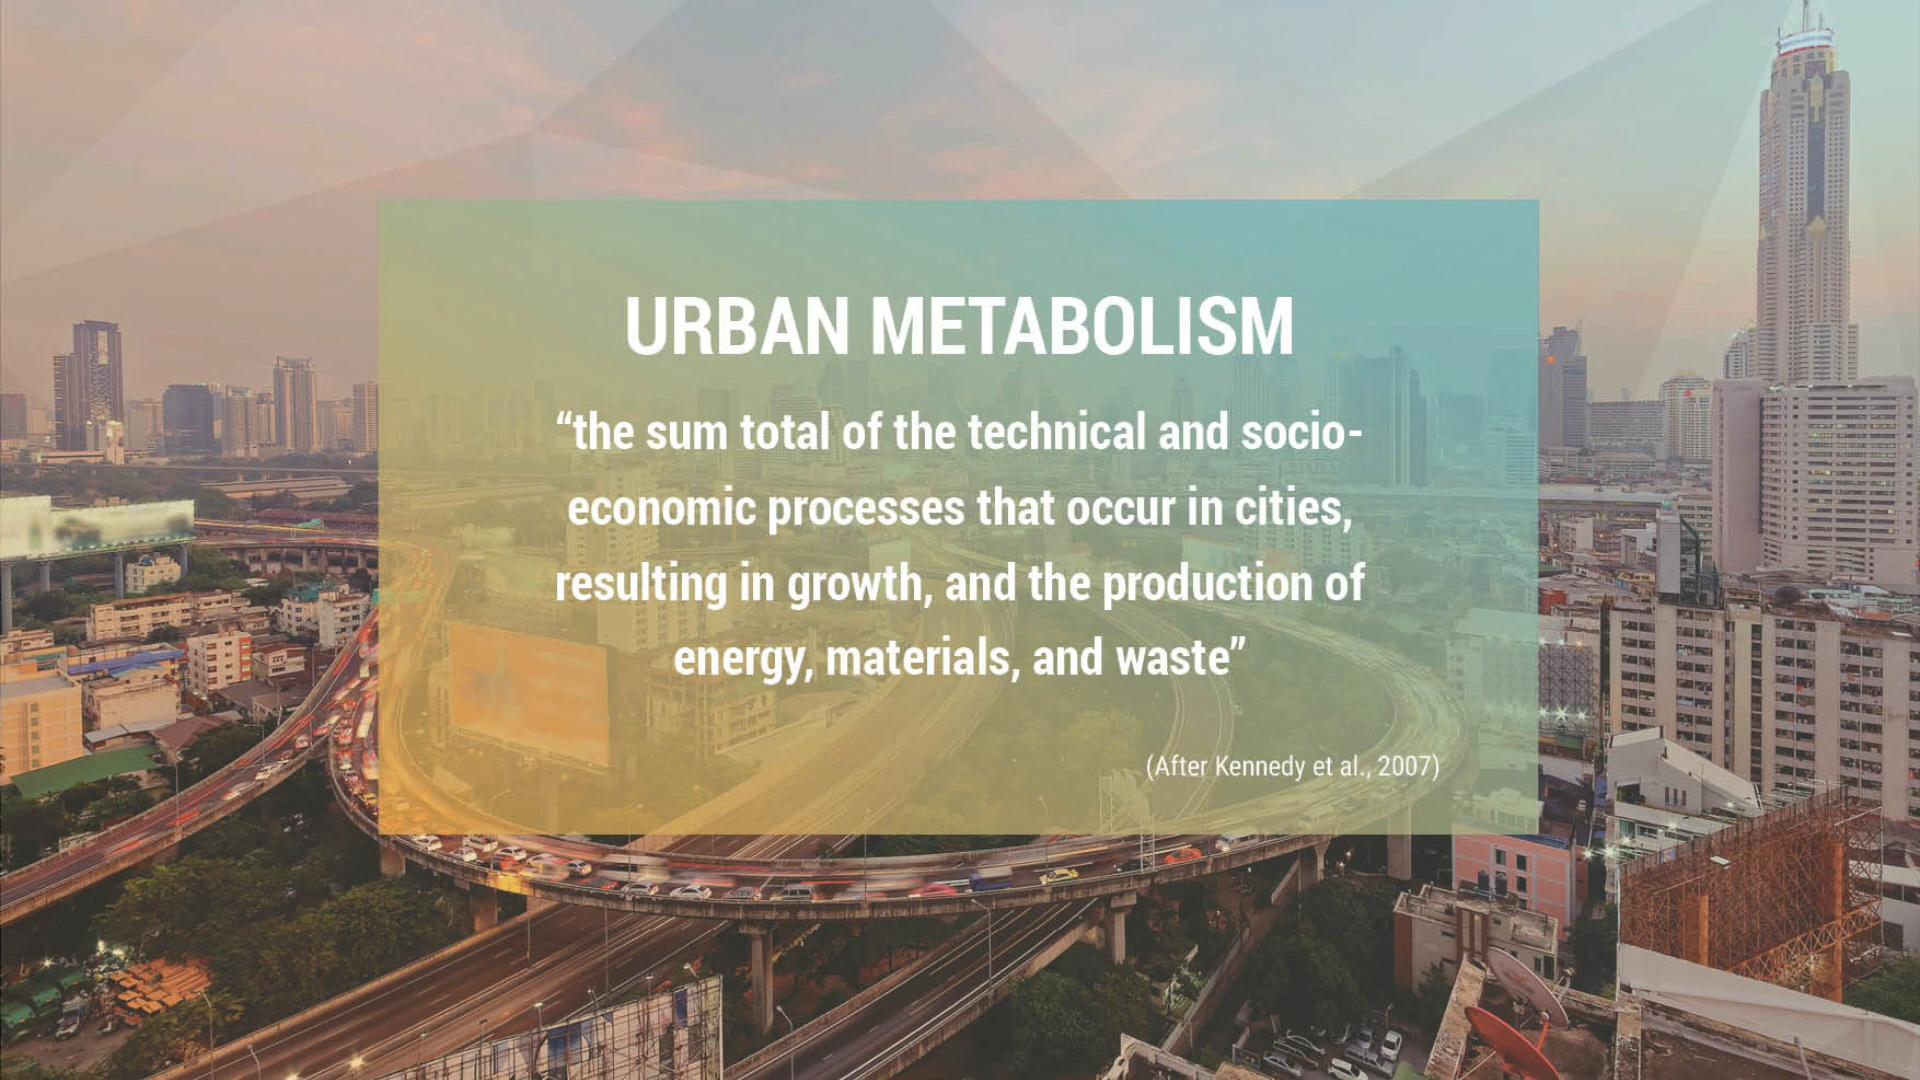 URBAN METABOLISM
“the sum total of the technical and socio-
economic processes that occur in cities,
resulting in growth, and the production of
energy, materials, and waste”
(After Kennedy et al., 2007)